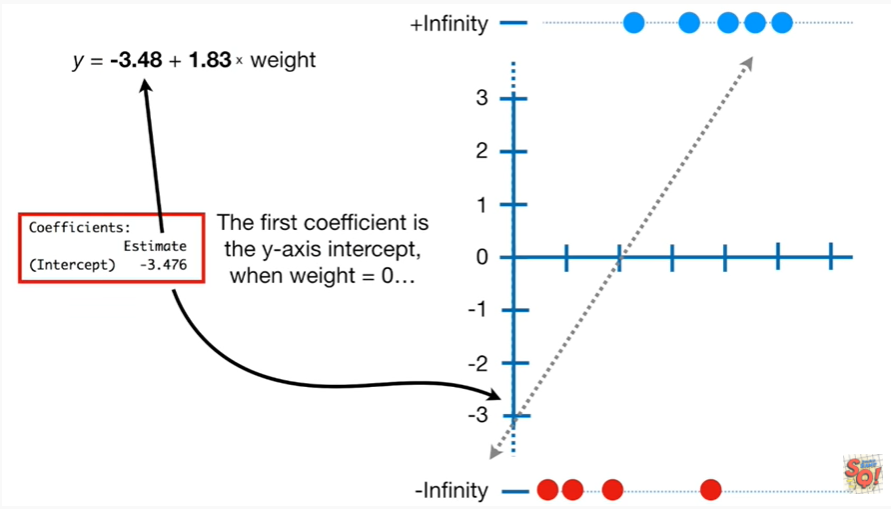 y = -3.48 + 1.83 x weight
Coefficients:
Estimate
(Intercept) -3.476
The first coefficient is
the y-axis intercept,
when weight = 0...
+Infinity
3
2
1
0
-1
-2
-3
-Infinity
SQ!